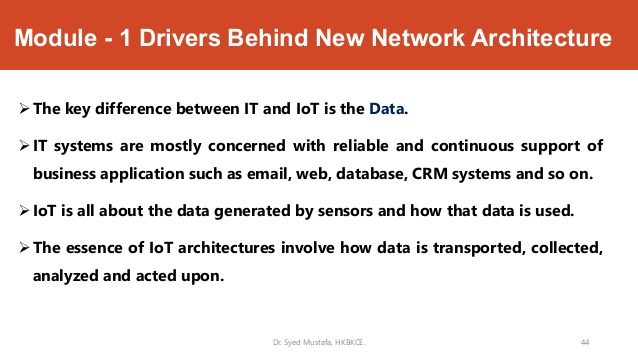 Module - 1 Drivers Behind New Network Architecture
➢The key difference between IT and IoT is the Data.
➢IT systems are mostly concerned with reliable and continuous support of
business application such as email, web, database, CRM systems and so on.
➢IoT is all about the data generated by sensors and how that data is used.
➢The essence of IoT architectures involve how data is transported, collected,
analyzed and acted upon.
Dr. Syed Mustafa, HKBKCE. 44